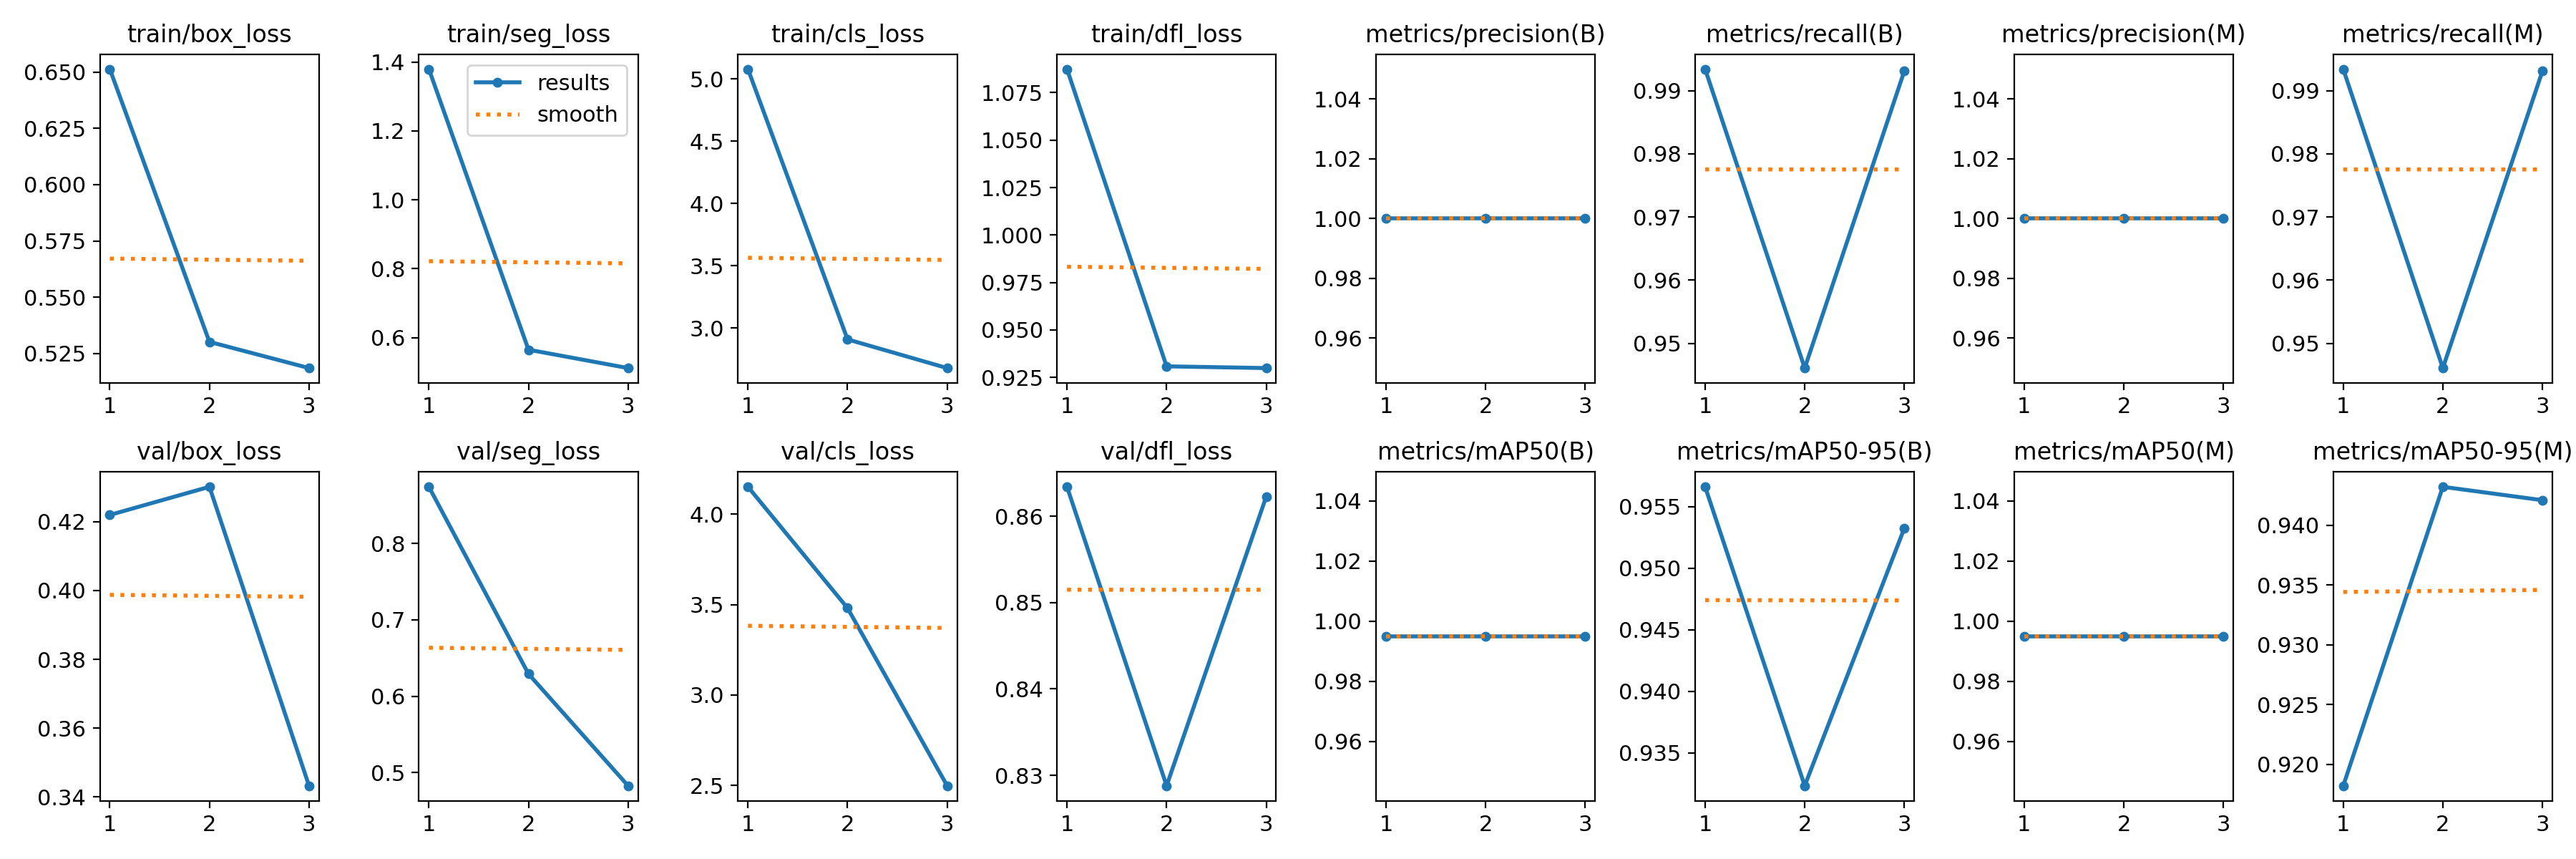 train/box_loss
0.650
0.625
0.600
0.575
0.550
0.525
1 2 3
train/seg_loss
1.4
1.2
1.0
0.8
0.6
results
smooth
1 2 3
train/cls_loss
5.0
4.5
4.0
3.5
3.0
1 2 3
train/dfl_loss
1.075
1.050
1.025
1.000
0.975
0.950
0.925
1 2 3
metrics/precision(B)
1.04
1.02
1.00
0.98
0.96
1 2 3
metrics/recall(B)
0.99
0.98
0.97
0.96
0.95
1 2 3
metrics/precision(M)
1.04
1.02
1.00
0.98
0.96
1 2 3
metrics/recall(M)
0.99
0.98
0.97
0.96
0.95
1 2 3
val/box_loss
0.42
0.40
0.38
0.36
0.34
1 2 3
val/seg_loss
0.8
0.7
0.6
0.5
1 2 3
val/cls_loss
4.0
3.5
3.0
2.5
1 2 3
val/dfl_loss
0.86
0.85
0.84
0.83
1 2 3
metrics/mAP50(B)
1.04
1.02
1.00
0.98
0.96
1 2 3
metrics/mAP50-95(B)
0.955
0.950
0.945
0.940
0.935
1 2 3
metrics/mAP50(M)
1.04
1.02
1.00
0.98
0.96
1 2 3
metrics/mAP50-95(M)
0.940
0.935
0.930
0.925
0.920
1 2 3